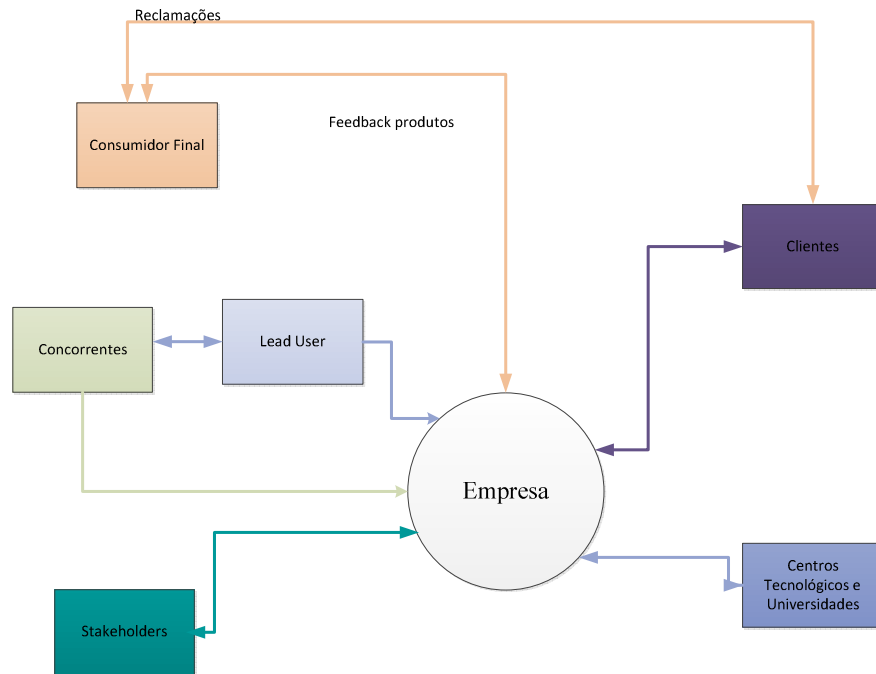 Reclamações
Feedback produtos
Consumidor Final
Clientes
Concorrentes
Lead User
Empresa
Centros
Tecnológicos e
Universidades
Stakeholders